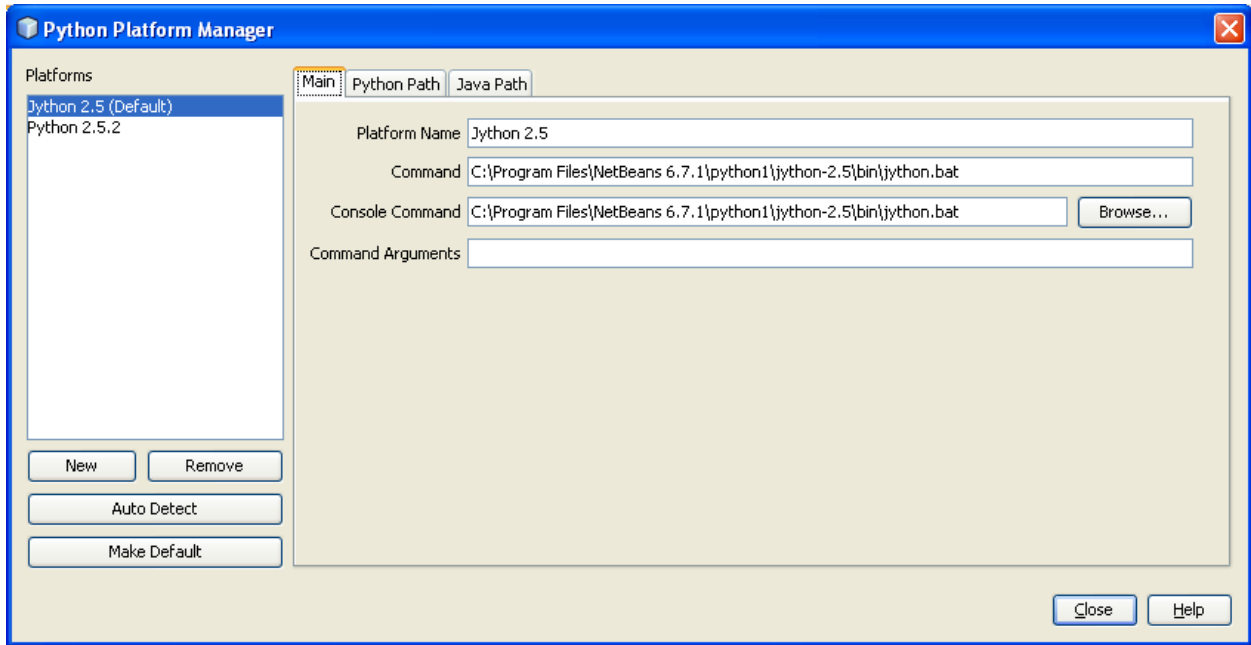 Python Platform Manager
Platforms
Jython 2.5 (Default)
Python 2.5.2
New Remove
Auto Detect
Make Default
Main Python Path Java Path
Platform Name Jython 2.5
Command C:\Program Files\NetBeans 6.7.1\python1\jython-2.5\bin\jython.bat
Console Command C:\Program Files\NetBeans 6.7.1\python1\jython-2.5\bin\jython.bat Browse...
Command Arguments
Close Help